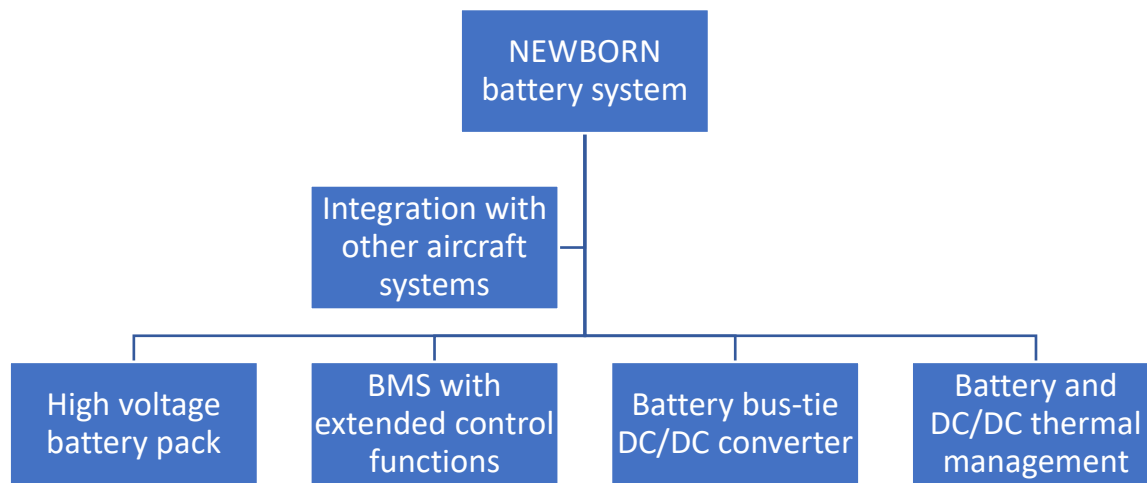 NEWBORN
battery system
Integration with
other aircraft
systems
High voltage
battery pack
BMS with
extended control
functions
Battery bus-tie
DC/DC converter
Battery and
DC/DC thermal
management